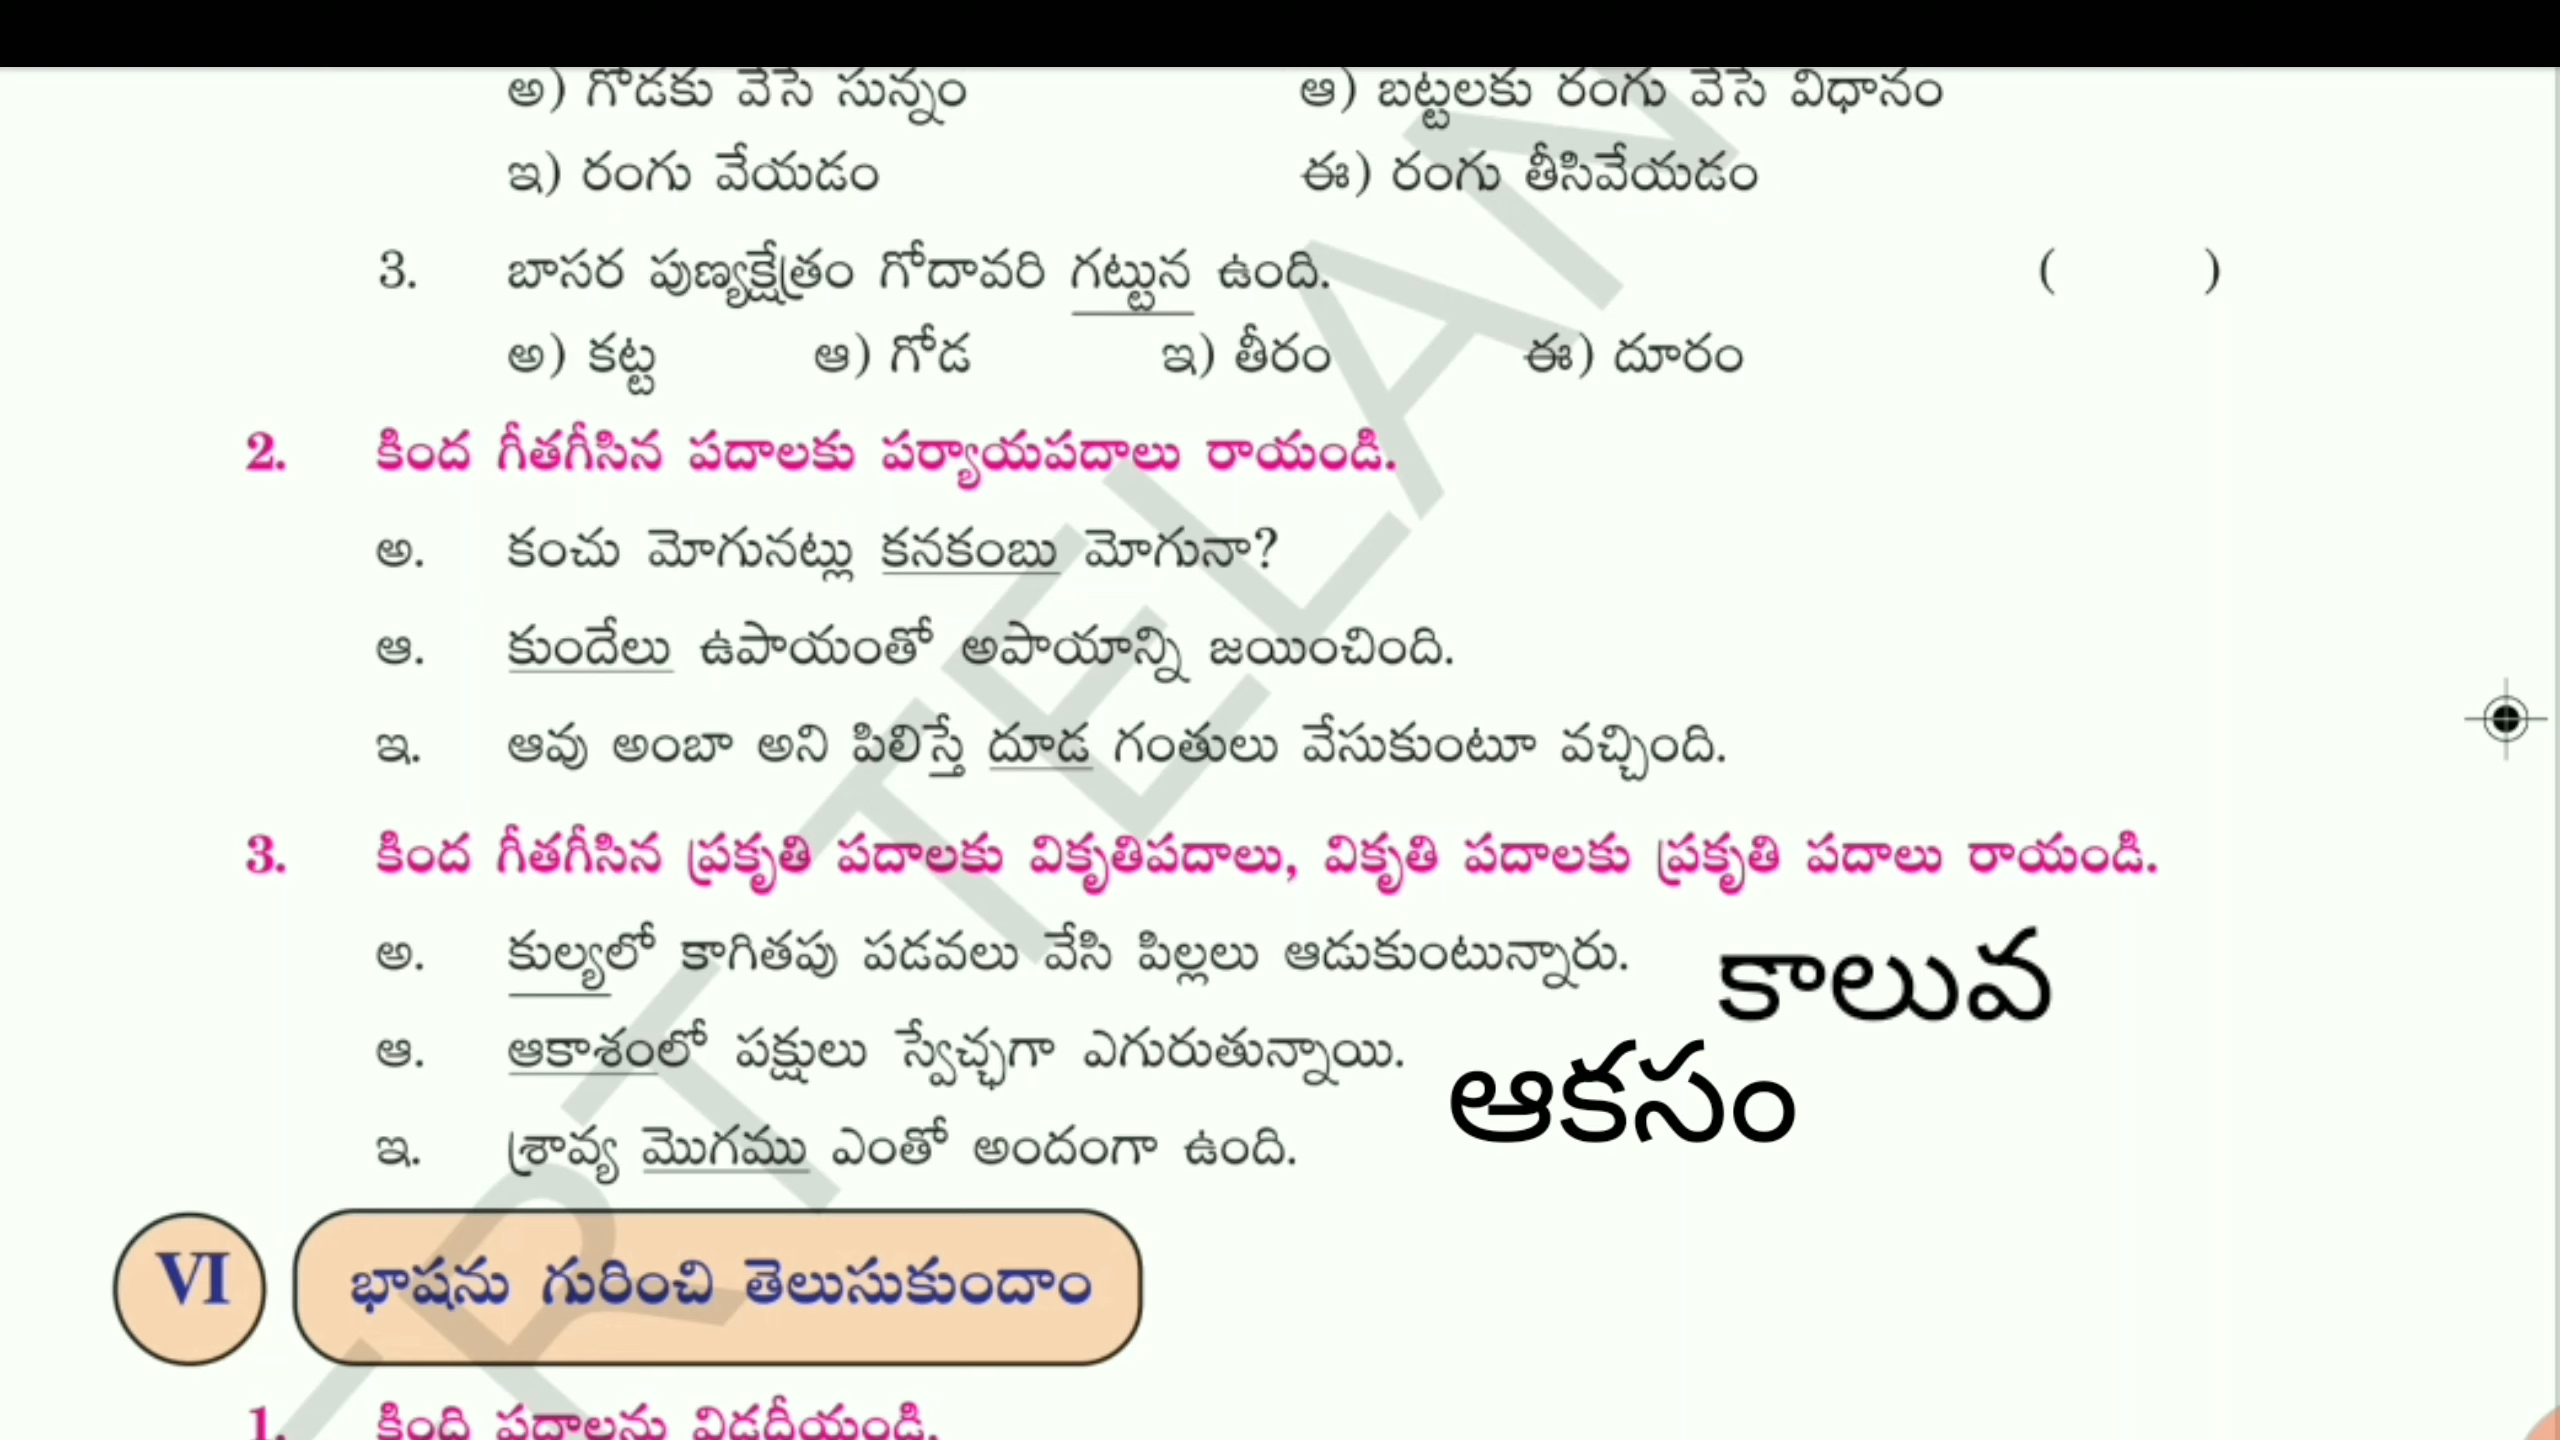 అ) గోడకు వేసే సున్నం ఆ) బట్టలకు రంగు వేసే విధానం
ఇ) రంగు వేయడం ఈ) రంగు తీసివేయడం
3. బాసర పుణ్యక్షేత్రం గోదావరి గట్టున ఉంది. ( )
అ) కట్ట ఆ) గోడ ఇ) తీరం ఈ) దూరం
2. కింద గీతగీసిన పదాలకు పర్యాయపదాలు రాయండి.
అ. కంచు మోగునట్లు కనకంబు మోగునా?
ఆ. కుందేలు ఉపాయంతో అపాయాన్ని జయించింది.
ఇ. ఆవు అంబా అని పిలిస్తే దూడ గంతులు వేసుకుంటూ వచ్చింది.
3. కింద గీతగీసిన ప్రకృతి పదాలకు వికృతిపదాలు, వికృతి పదాలకు ప్రకృతి పదాలు రాయండి.
అ. కుల్యలో కాగితపు పడవలు వేసి పిల్లలు ఆడుకుంటున్నారు. కాలువ
ఆ. ఆకాశంలో పక్షులు స్వేచ్ఛగా ఎగురుతున్నాయి. ఆకసం
ఇ. శ్రావ్య మొగము ఎంతో అందంగా ఉంది.
VI భాషను గురించి తెలుసుకుందాం
1. కింది పదాలను విడదీయండి.